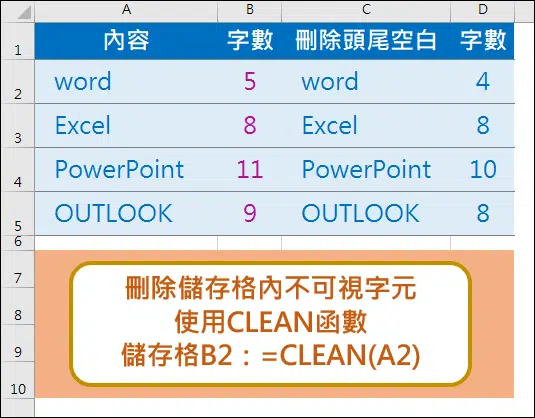 A B C D
1 內容 字數 刪除頭尾空白 字數
2 word 5 word 4
3 Excel 8 Excel 8
4 PowerPoint 11 PowerPoint 10
5 OUTLOOK 9 OUTLOOK 8
6
7 刪除儲存格內不可視字元
8 使用CLEAN函數
9 儲存格B2：=CLEAN(A2)
10